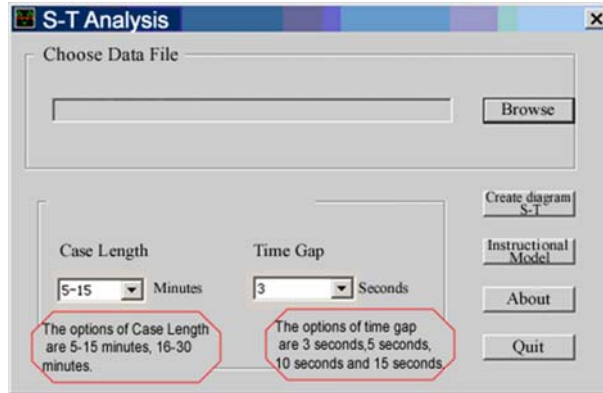 S-T Analysis
Choose Data File
Browse
Create diagram
S-T
Case Length
Time Gap
Instructional
Model
5-15
Minutes
3
Seconds
About
The options of Case Length
are 5-15 minutes, 16-30
minutes.
The options of time gap
are 3 seconds,5 seconds,
10 seconds and 15 seconds.
Quit